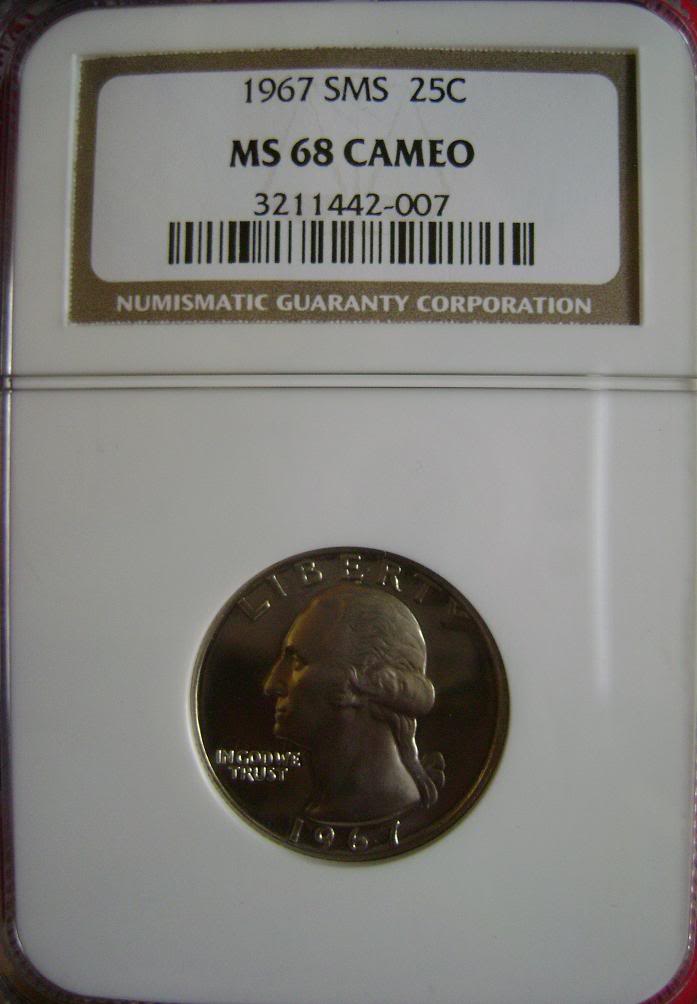 1967 SMS 25C
MS 68 CAMEO
3211442-007
NUMISMATIC GUARANTY CORPORATION
LIBERTY
IN GOD WE
TRUST
1967